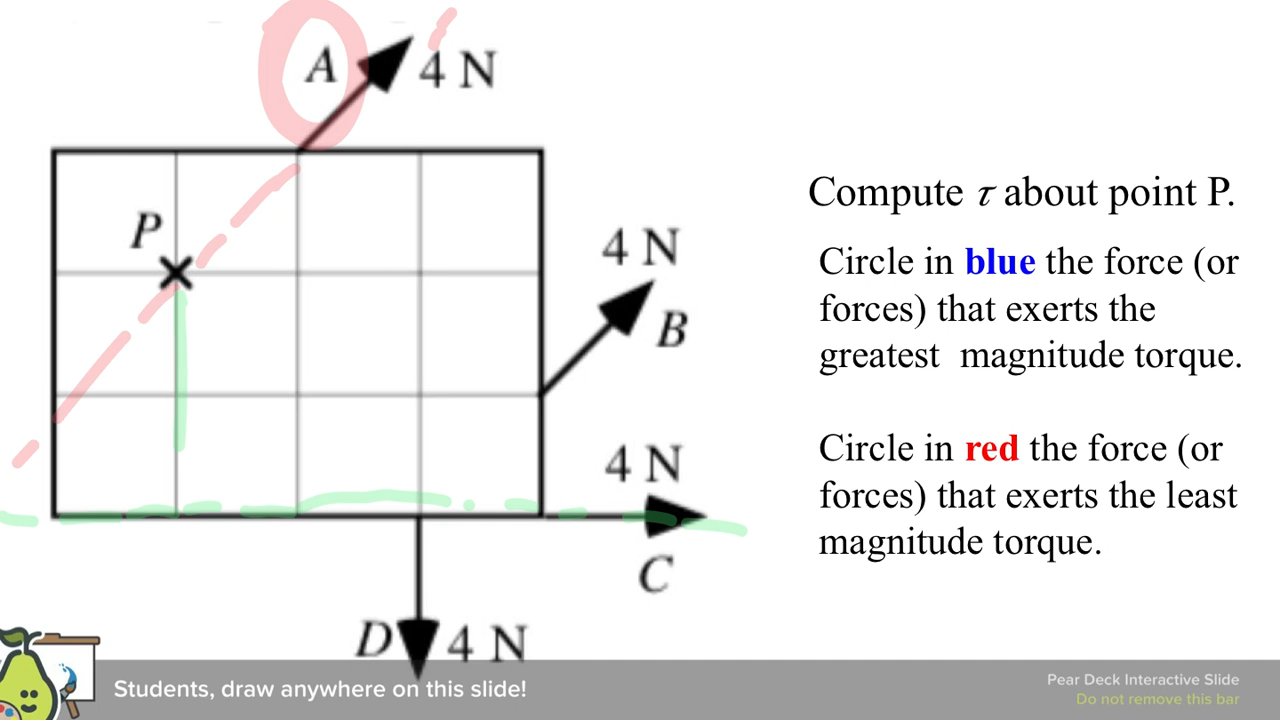 A
4 N
Compute τ about point P.
P
4 N
Circle in blue the force (or
forces) that exerts the
B
greatest magnitude torque.
4 N
Circle in red the force (or
forces) that exerts the least
magnitude torque.
C
D
4 N
Students, draw anywhere on this slide!
Pear Deck Interactive Slide
Do not remove this bar